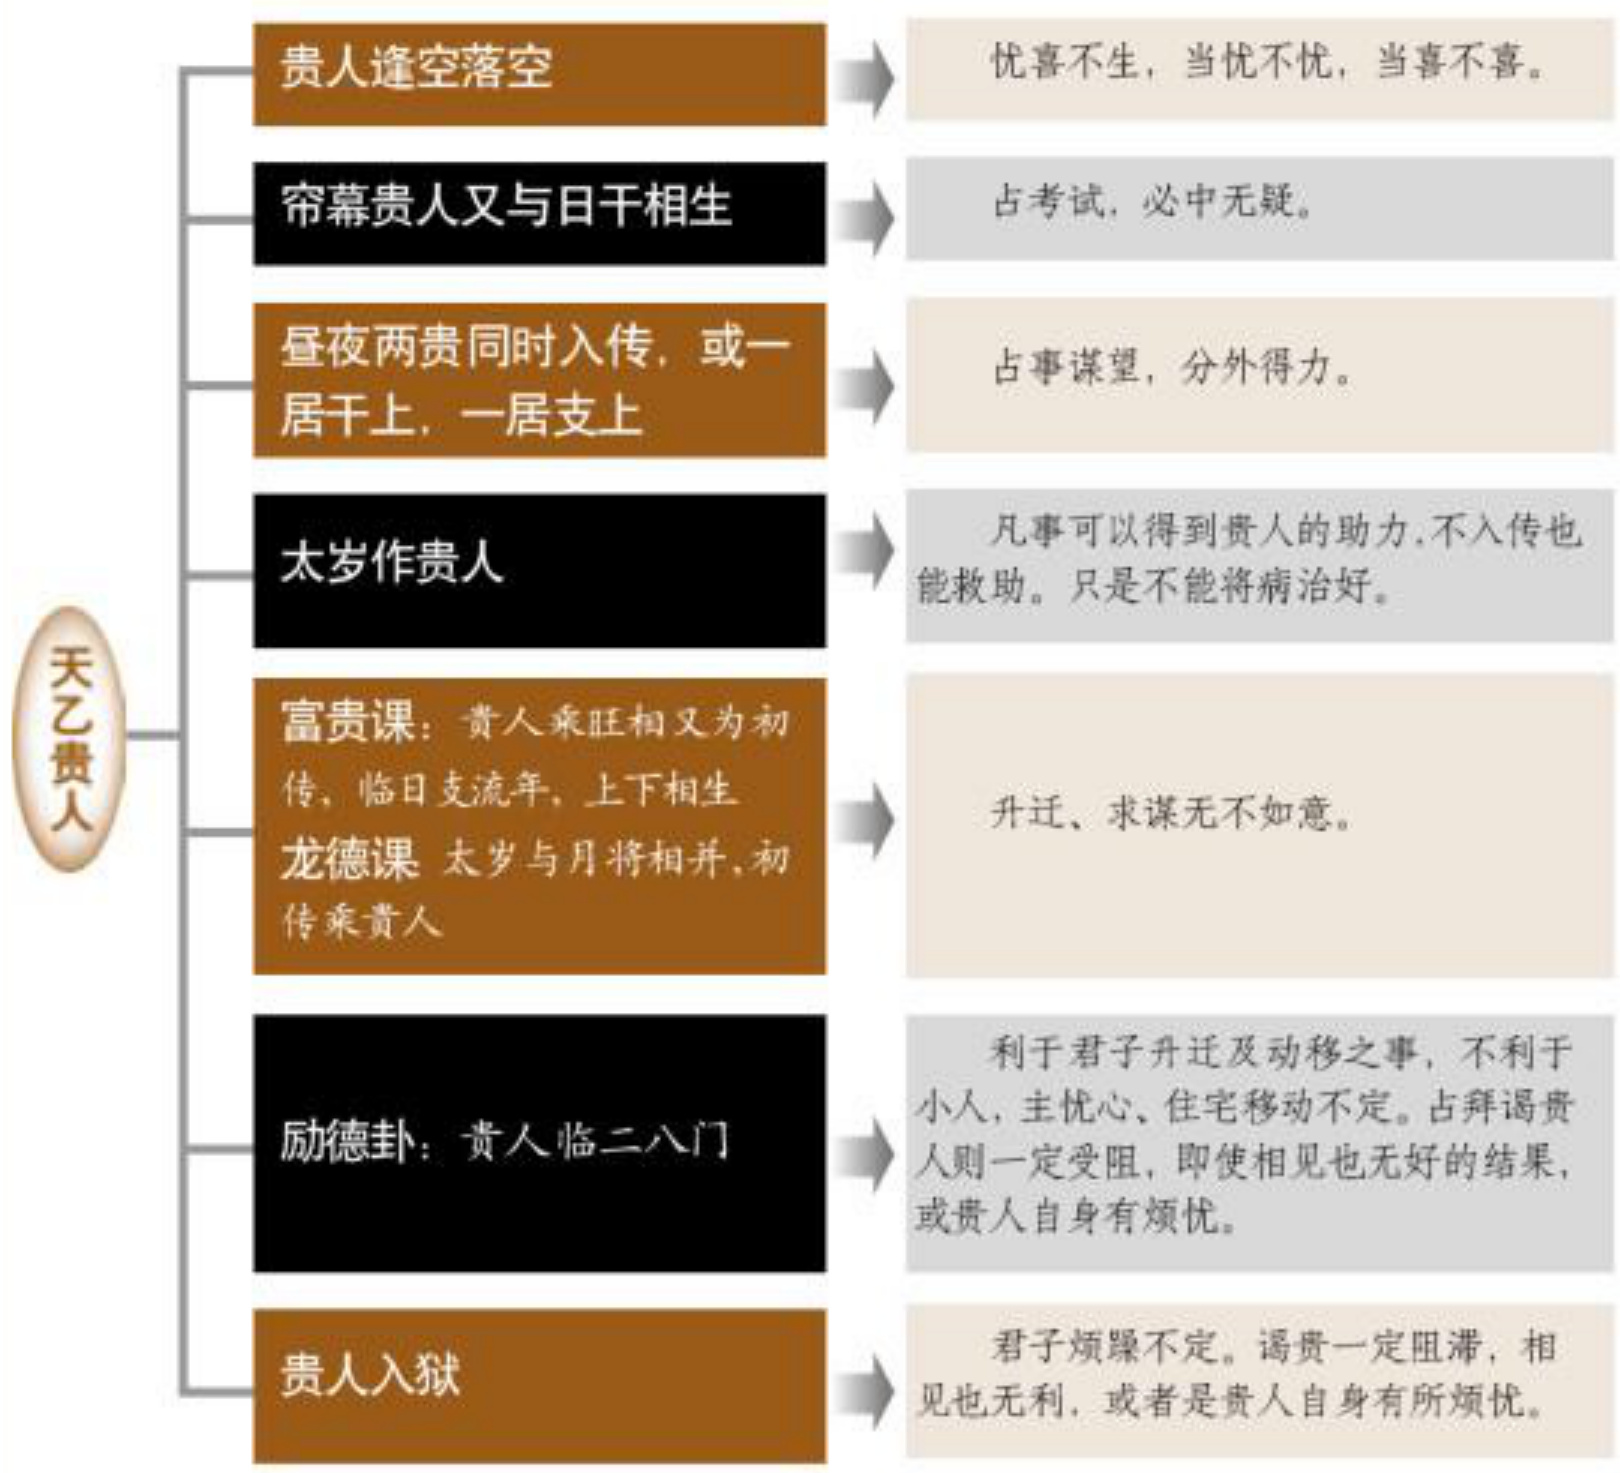 天乙贵人
贵人逢空落空
忧喜不生，当忧不忧，当喜不喜。
帘幕贵人又与日干相生
占考试，必中无疑。
昼夜两贵同时入传，或一
居干上，一居支上
占事谋望，分外得力。
太岁作贵人
凡事可以得到贵人的助力，不入传也
能救助。只是不能将病治好。
富贵课：贵人乘旺相又为初
传，临日支流年，上下相生
龙德课 太岁与月将相并，初
传乘贵人
升迁、求谋无不如意。
励德卦：贵人临二八门
利于君子升迁及动移之事，不利于
小人，主忧心、住宅移动不定。占拜谒贵
人则一定受阻，即使相见也无好的结果，
或贵人自身有烦忧。
贵人入狱
君子烦躁不定。谒贵一定阻滞，相
见也无利，或者是贵人自身有所烦忧。